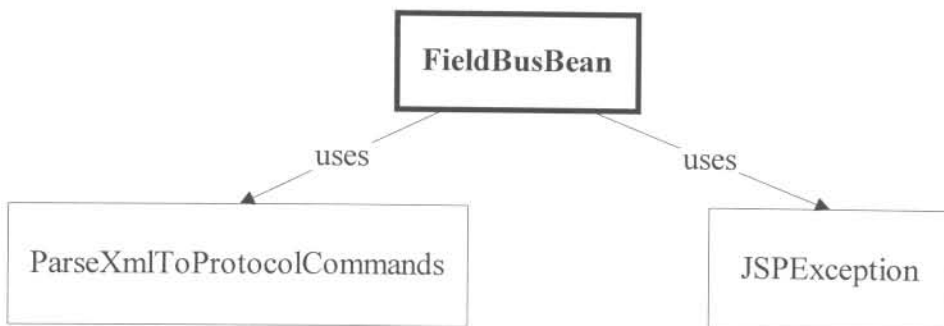 FieldBusBean
uses
uses
ParseXmlToProtocolCommands
JSPException